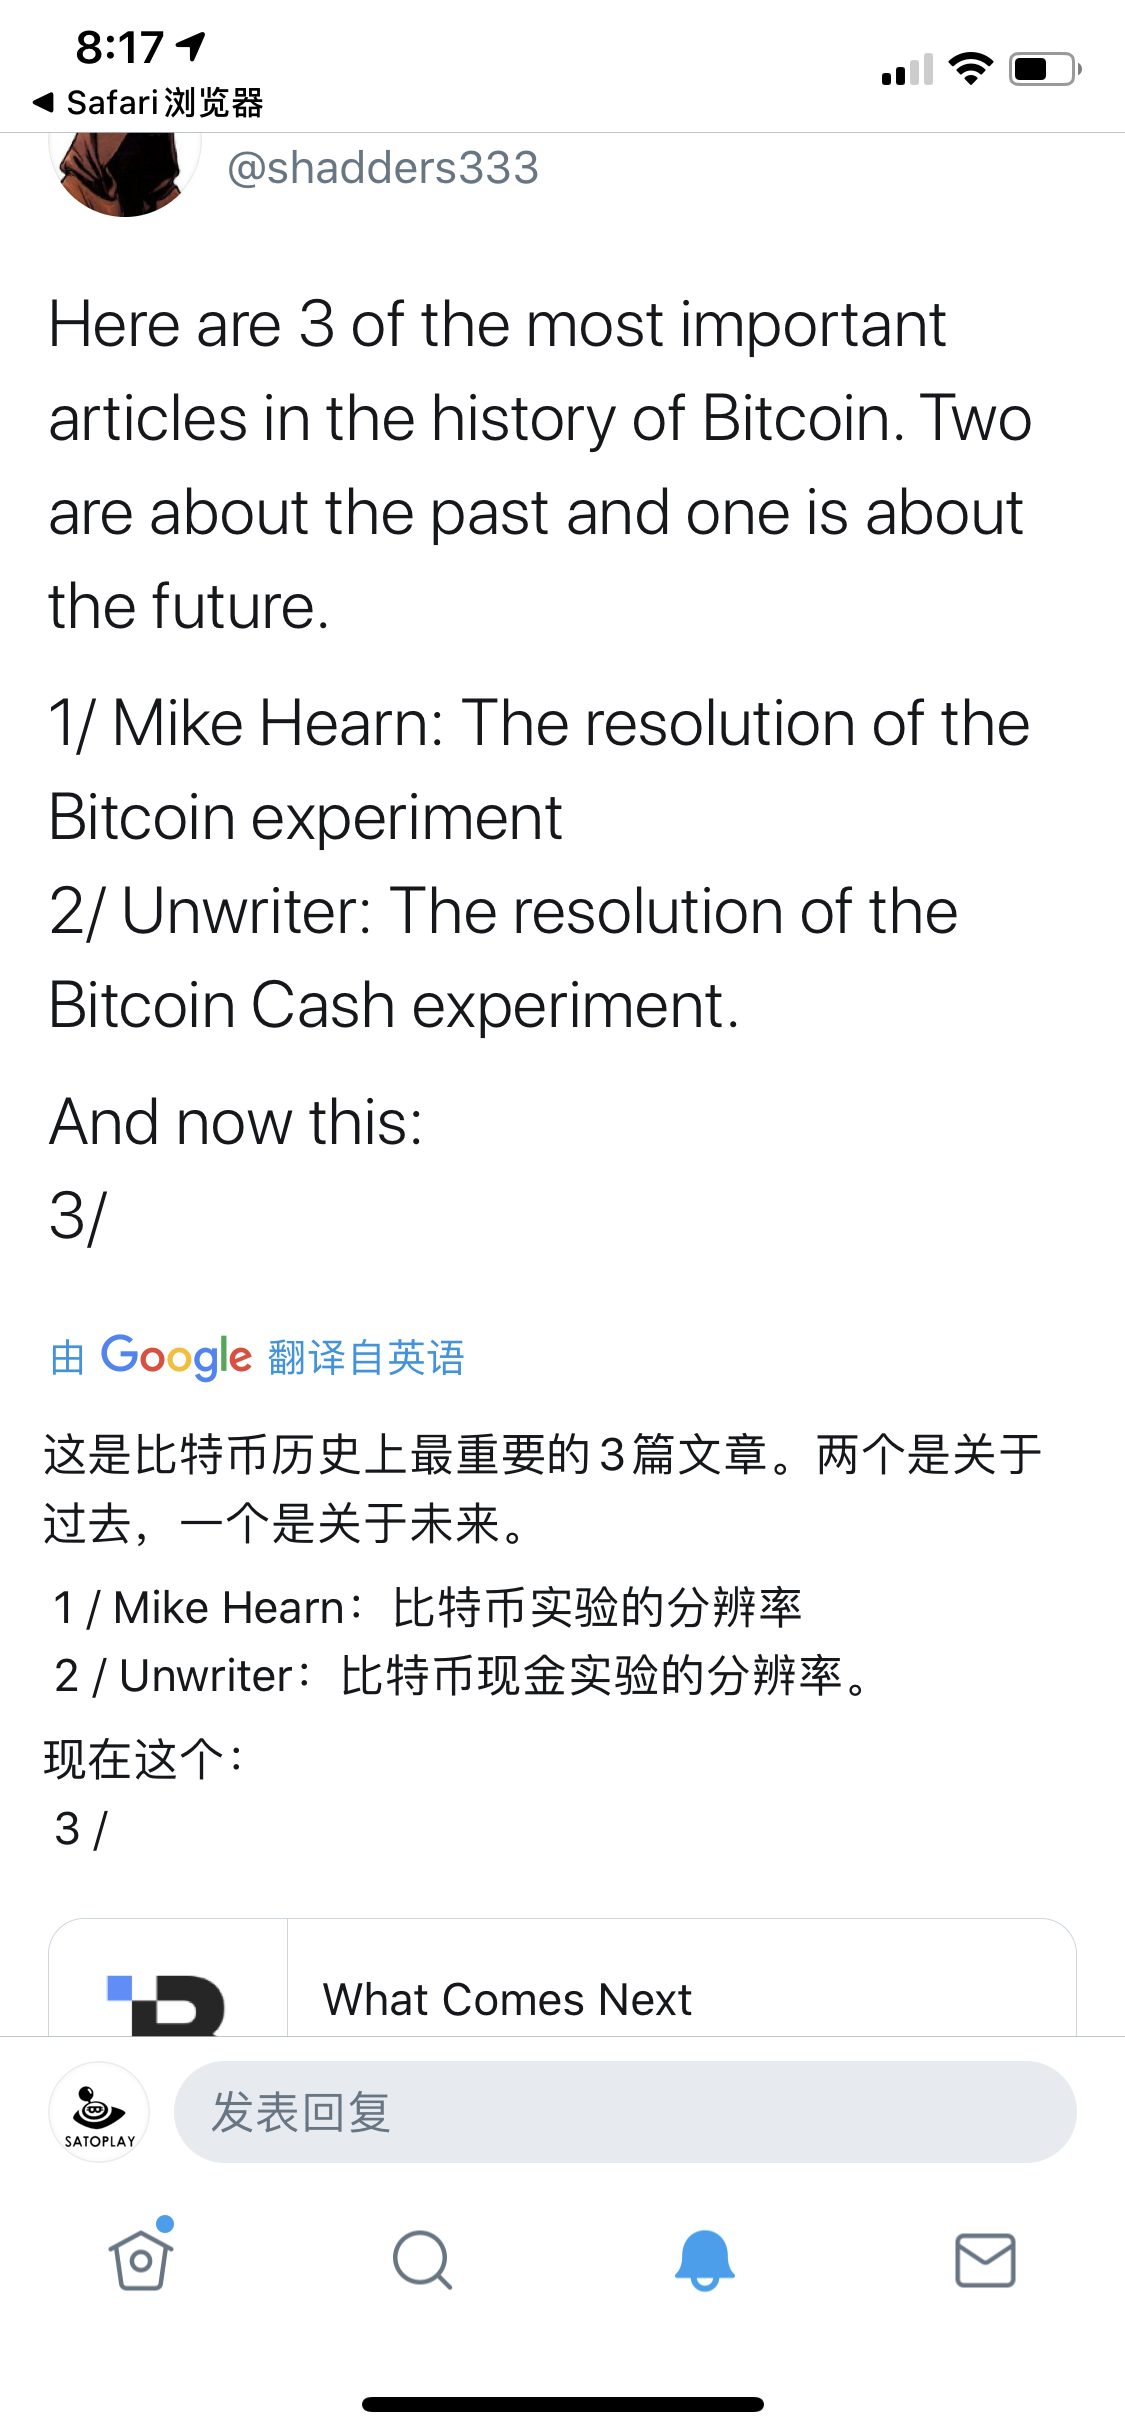 8:17
Safari浏览器
@shadders333
Here are 3 of the most important
articles in the history of Bitcoin. Two
are about the past and one is about
the future.
1/ Mike Hearn: The resolution of the
Bitcoin experiment
2/ Unwriter: The resolution of the
Bitcoin Cash experiment.
And now this:
3/
由 Google 翻译自英语
这是比特币历史上最重要的3篇文章。两个是关于
过去，一个是关于未来。
1 / Mike Hearn：比特币实验的分辨率
2 / Unwriter：比特币现金实验的分辨率。
现在这个：
3 /
What Comes Next
SATOPLAY
发表回复